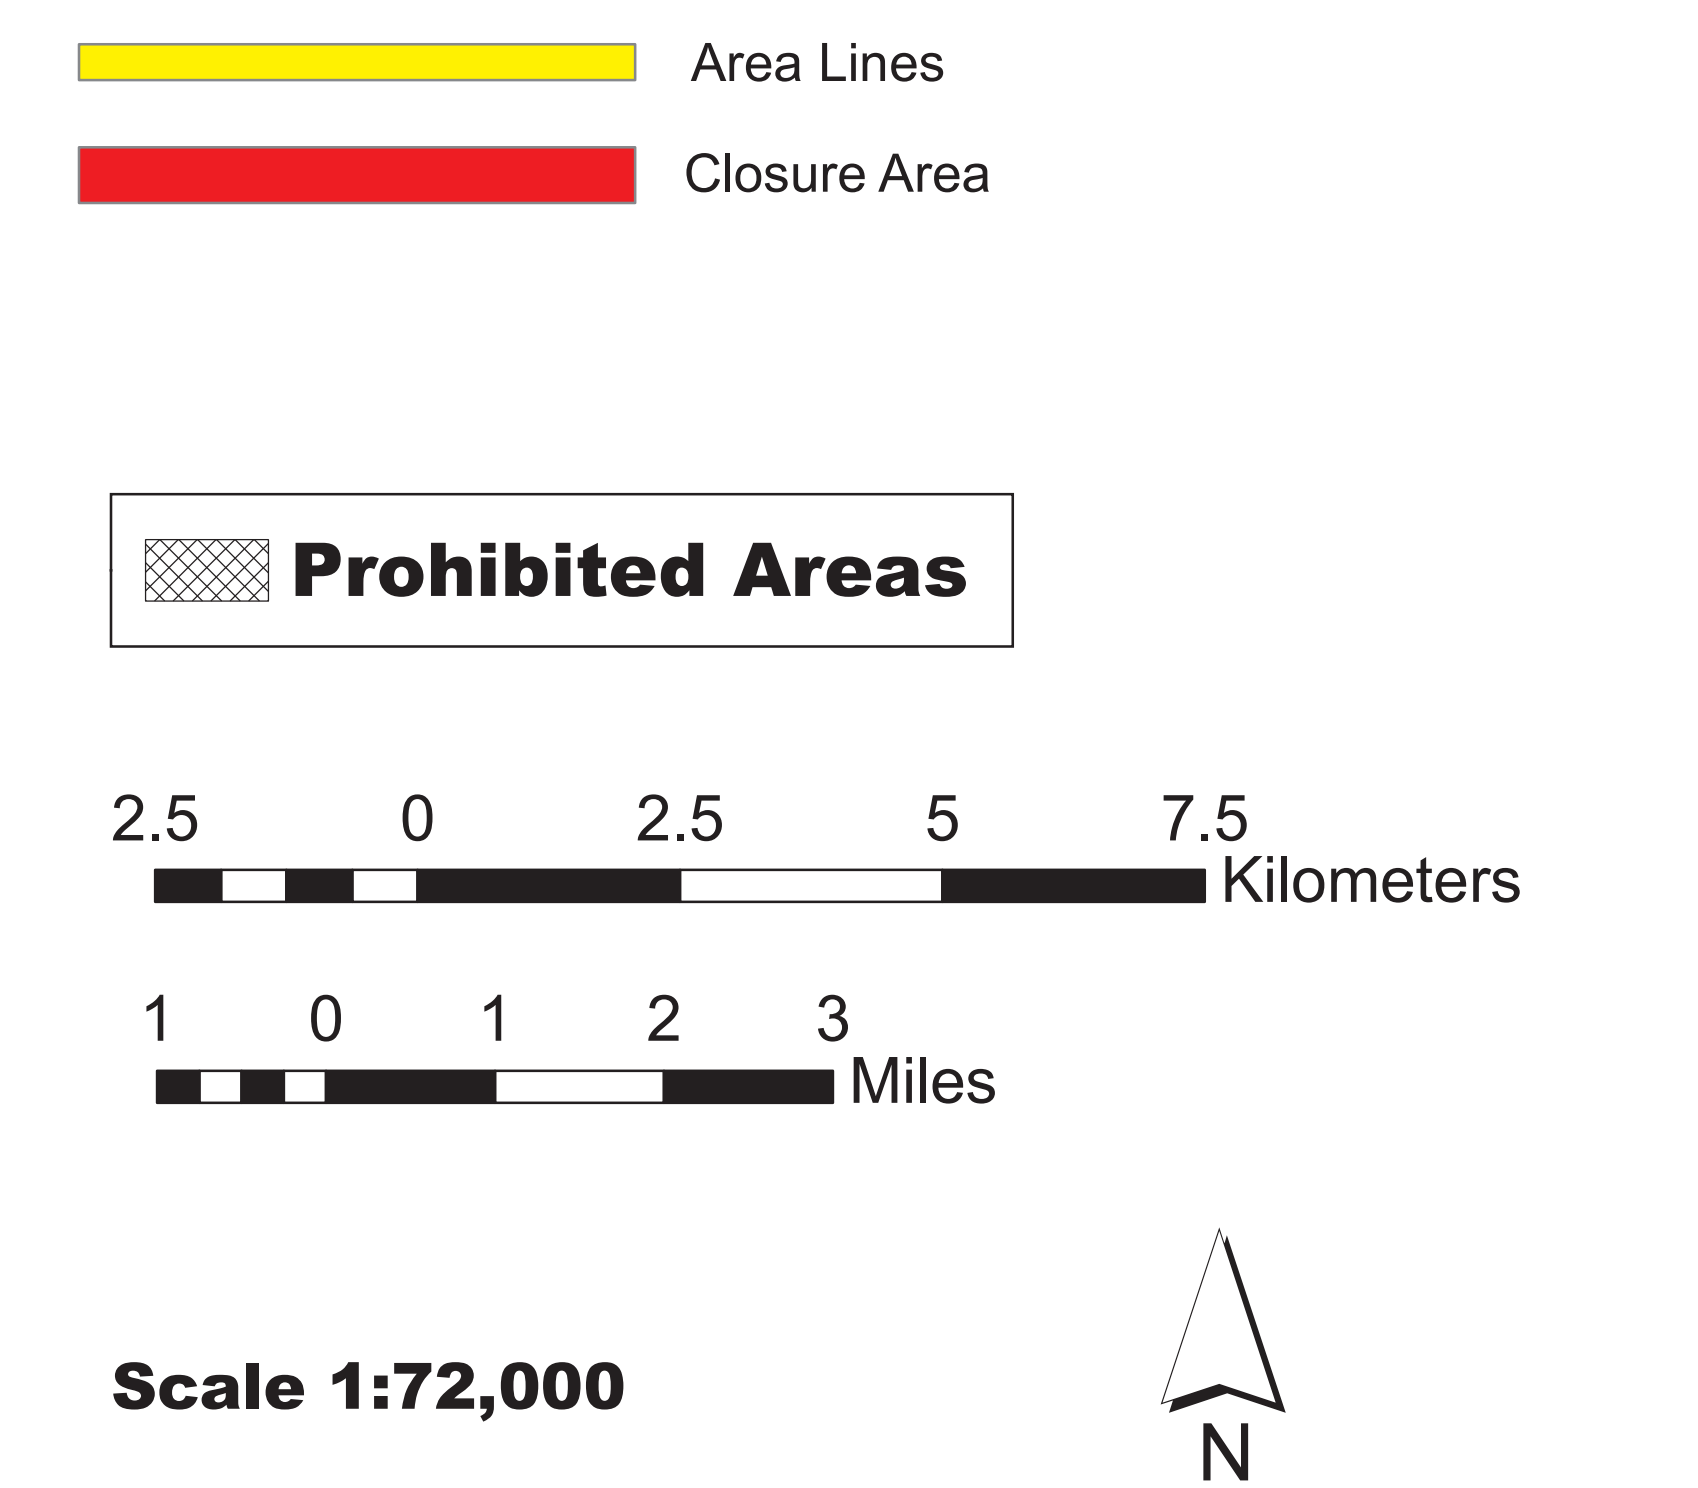 Area Lines
Closure Area
Prohibited Areas
2.5 0 2.5 5 7.5
Kilometers
1 0 1 2 3
Miles
Scale 1:72,000
N